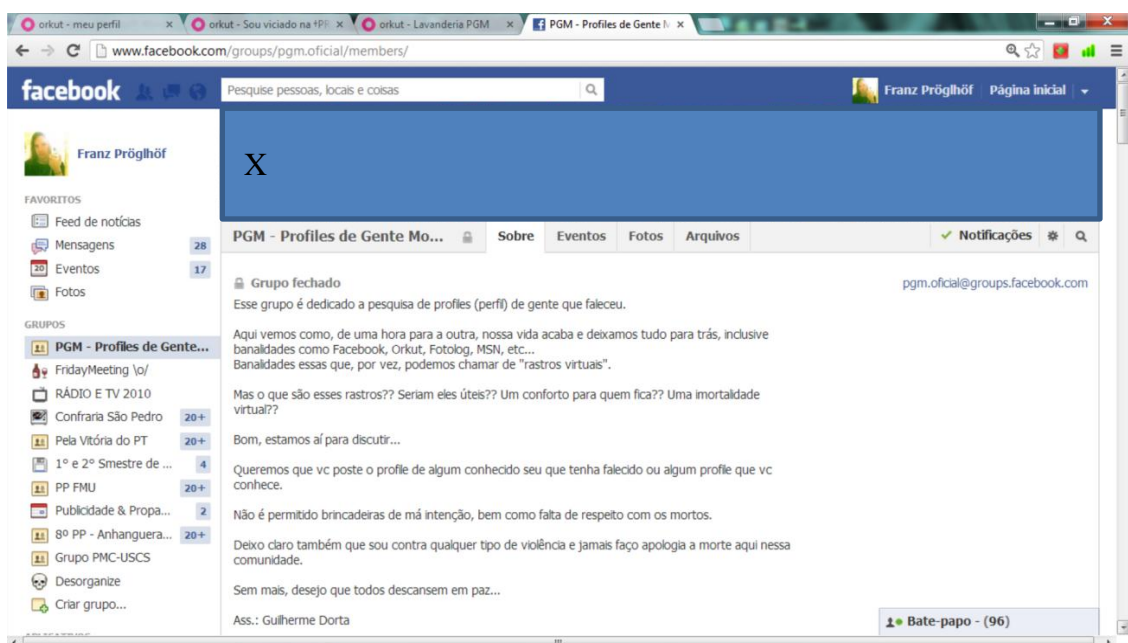 orkut - meu perfil
orkut - Sou viciado na *PR
orkut - Lavanderia PGM
PGM - Profiles de Gente M
www.facebook.com/groups/pgm.oficial/members/
facebook
Pesquise pessoas, locais e coisas
Franz Pröglhöf
Página inicial
Franz Pröglhöf
X
FAVORITOS
Feed de notícias
Mensagens 28
Eventos 17
Fotos
GRUPOS
PGM - Profiles de Gente...
FridayMeeting \o/
RÁDIO E TV 2010
Confraria São Pedro 20+
Pela Vitória do PT 20+
1º e 2º Smestre de ... 4
PP FMU 20+
Publicidade & Propa... 2
8º PP - Anhanguera... 20+
Grupo PMC-USCS
Desorganize
Criar grupo...
PGM - Profiles de Gente Mo...
Sobre Eventos Fotos Arquivos
Notificações
Grupo fechado
pgm.oficial@groups.facebook.com
Esse grupo é dedicado a pesquisa de profiles (perfil) de gente que faleceu.
Aqui vemos como, de uma hora para a outra, nossa vida acaba e deixamos tudo para trás, inclusive
banalidades como Facebook, Orkut, Fotolog, MSN, etc...
Banalidades essas que, por vez, podemos chamar de "rastros virtuais".
Mas o que são esses rastros?? Seriam eles úteis?? Um conforto para quem fica?? Uma imortalidade
virtual??
Bom, estamos aí para discutir...
Queremos que vc poste o profile de algum conhecido seu que tenha falecido ou algum profile que vc
conhece.
Não é permitido brincadeiras de má intenção, bem como falta de respeito com os mortos.
Deixo claro também que sou contra qualquer tipo de violência e jamais faço apologia a morte aqui nessa
comunidade.
Sem mais, desejo que todos descansem em paz...
Ass.: Guilherme Dorta
Bate-papo - (96)